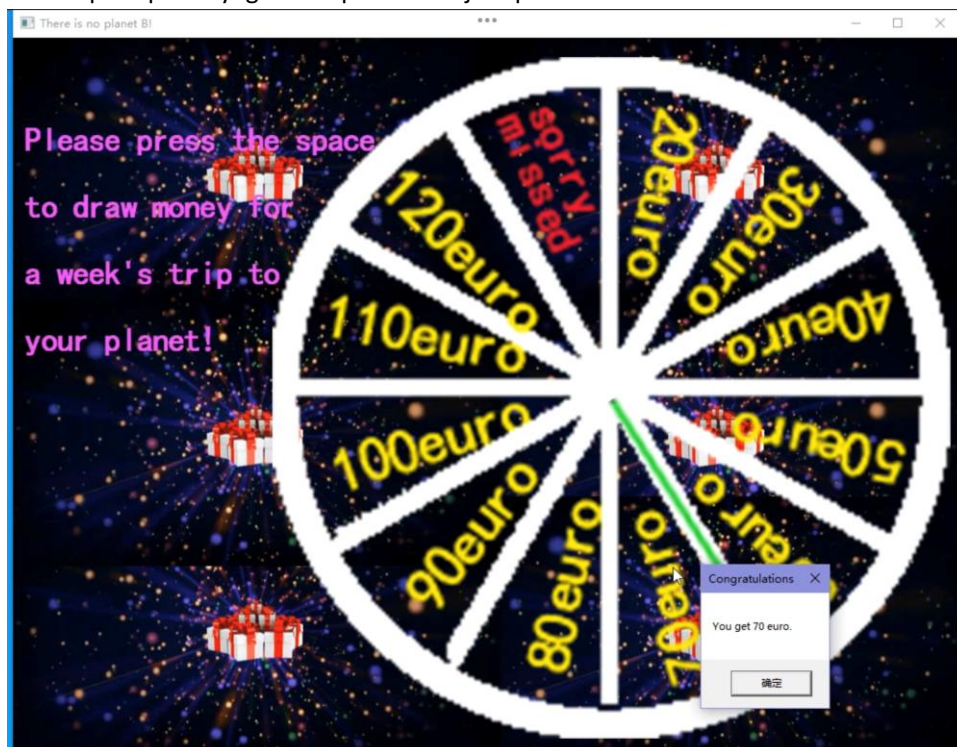 There is no planet B!
Please press the space
to draw money for
a week's trip to
your planet!
sorry
missed
20euro
30euro
40euro
50euro
70euro
80euro
90euro
100euro
110euro
120euro
Congratulations
You get 70 euro.
确定